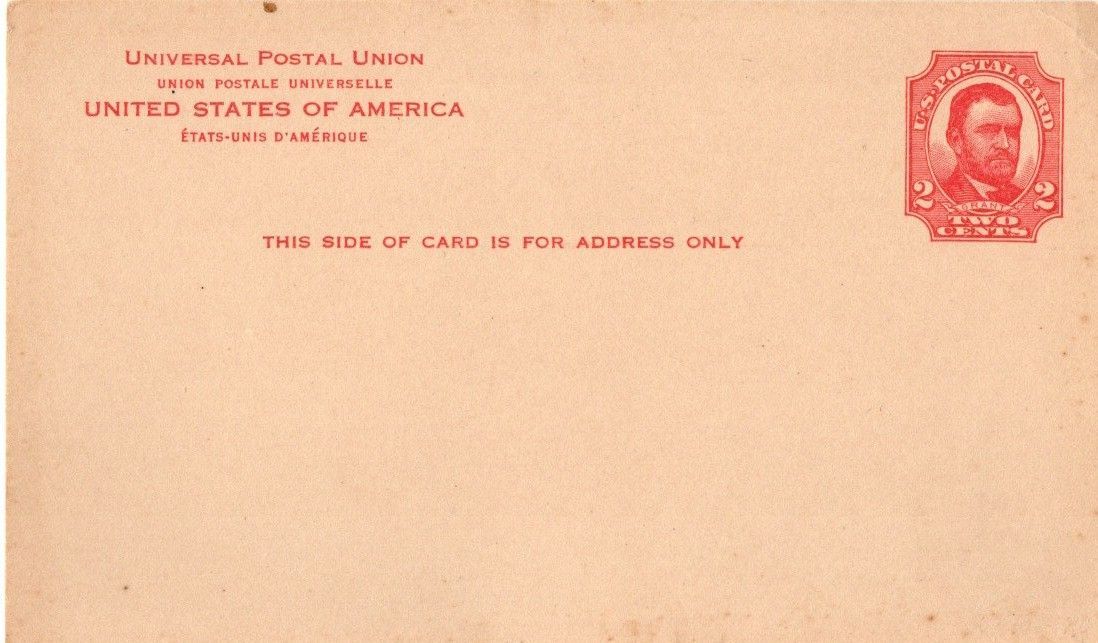 UNIVERSAL POSTAL UNION
UNION POSTALE UNIVERSELLE
UNITED STATES OF AMERICA
ÉTATS-UNIS D'AMÉRIQUE
U.S. POSTAL CARD
GRANT
2 2
TWO
CENTS
THIS SIDE OF CARD IS FOR ADDRESS ONLY